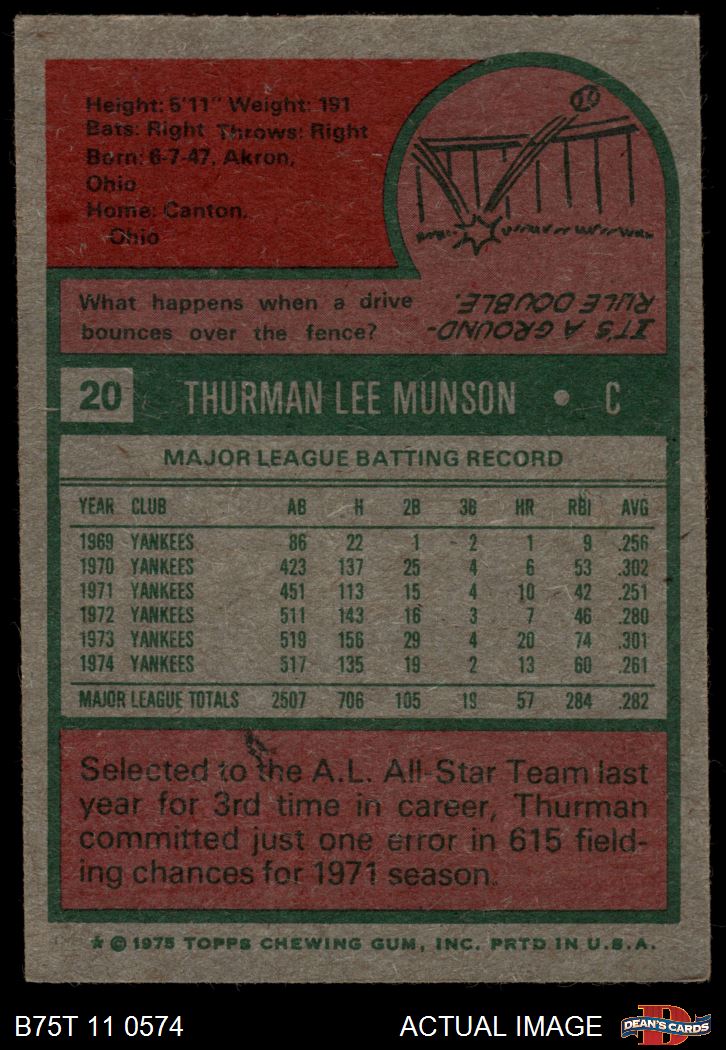 Height: 5'11" Weight: 191
Bats: Right Throws: Right
Born: 6-7-47, Akron,
Ohio
Home: Canton,
Ohio
10
What happens when a drive
bounces over the fence?
IT'S A GROUND-
RULE DOUBLE.
20 THURMAN LEE MUNSON • C
MAJOR LEAGUE BATTING RECORD
YEAR CLUB AB H 2B 3B HR RBI AVG
1969 YANKEES 86 22 1 2 1 9 .256
1970 YANKEES 423 137 25 4 6 53 .302
1971 YANKEES 451 113 15 4 10 42 .251
1972 YANKEES 511 143 16 3 7 46 .280
1973 YANKEES 519 156 29 4 20 74 .301
1974 YANKEES 517 135 19 2 13 60 .261
MAJOR LEAGUE TOTALS 2507 706 105 19 57 284 .282
Selected to the A.L. All-Star Team last
year for 3rd time in career, Thurman
committed just one error in 615 field-
ing chances for 1971 season.
* © 1975 TOPPS CHEWING GUM, INC. PRTD IN U.S.A.
B75T 11 0574 ACTUAL IMAGE
D
DEAN'S CARDS